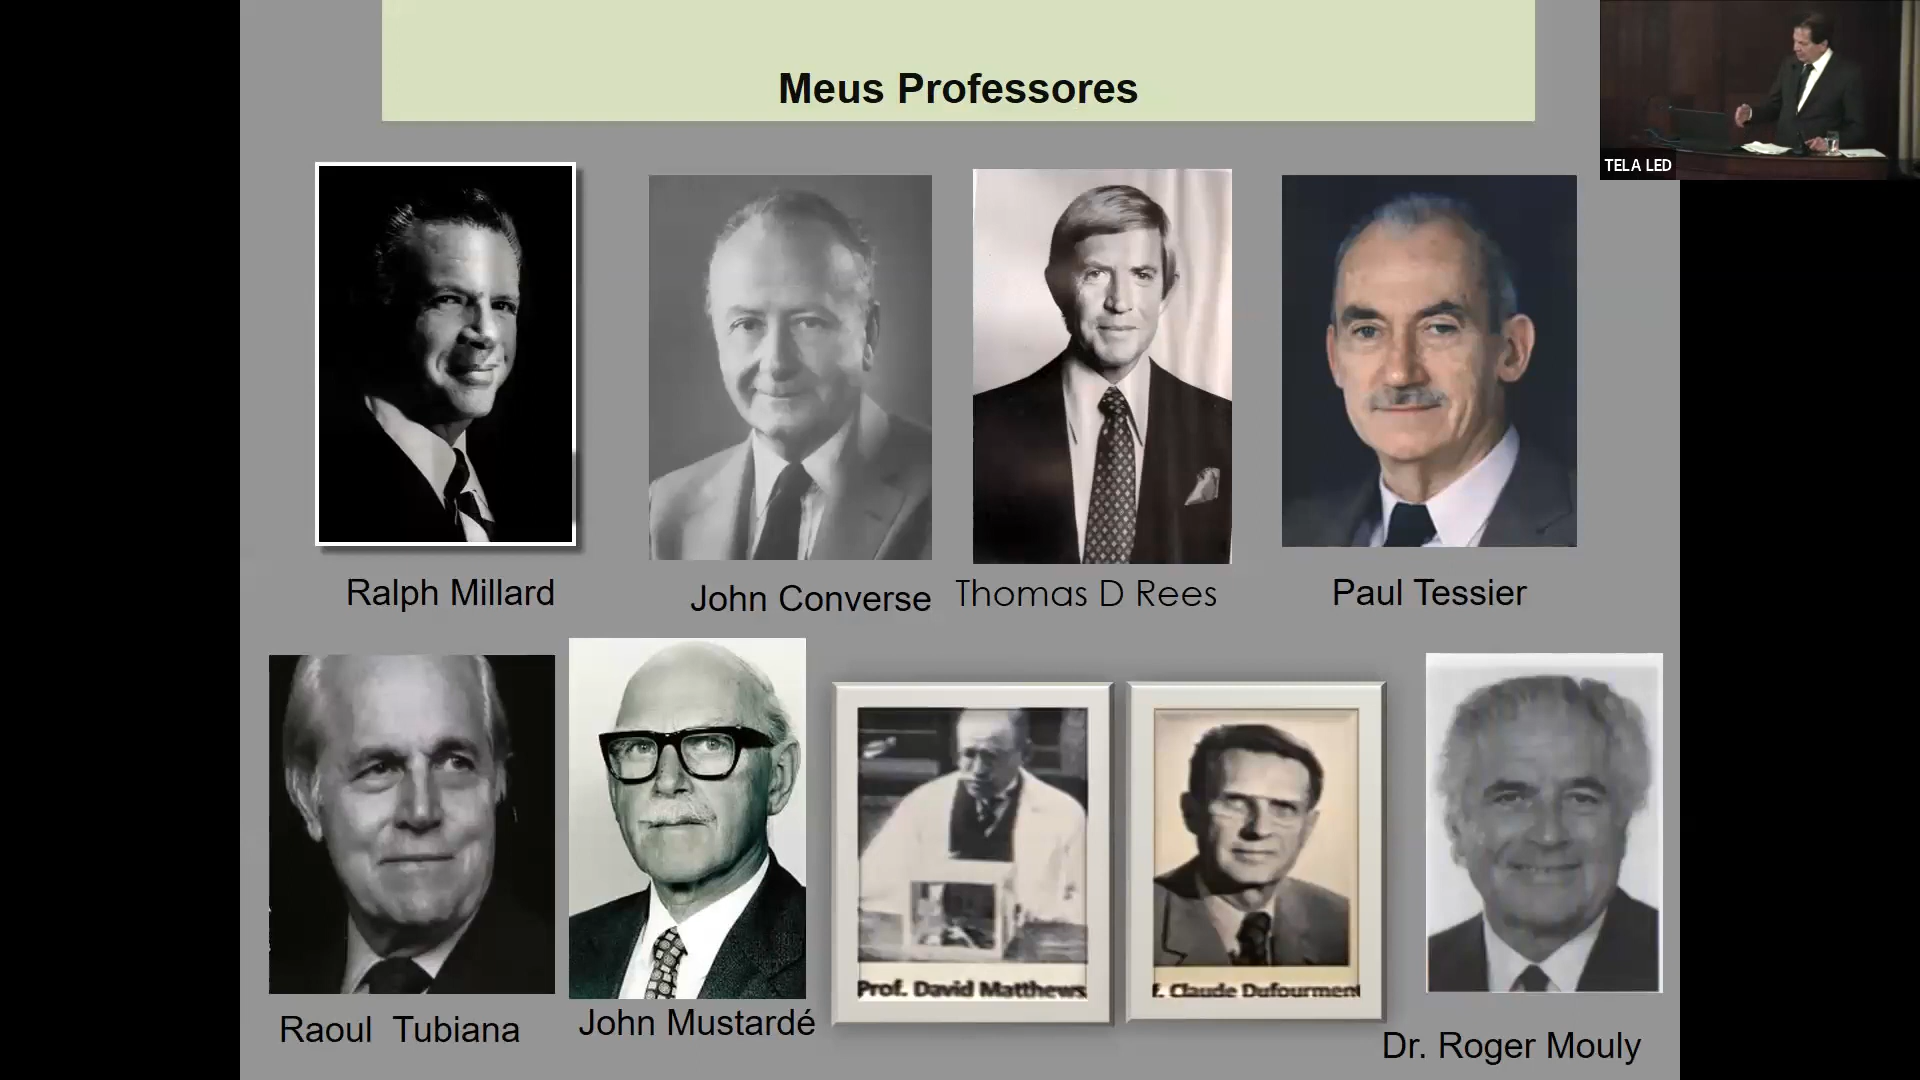 Meus Professores
TELA LED
Ralph Millard
John Converse
Thomas D Rees
Paul Tessier
Raoul Tubiana
John Mustardé
Prof. David Matthews
f. Claude Dufourment
Dr. Roger Mouly